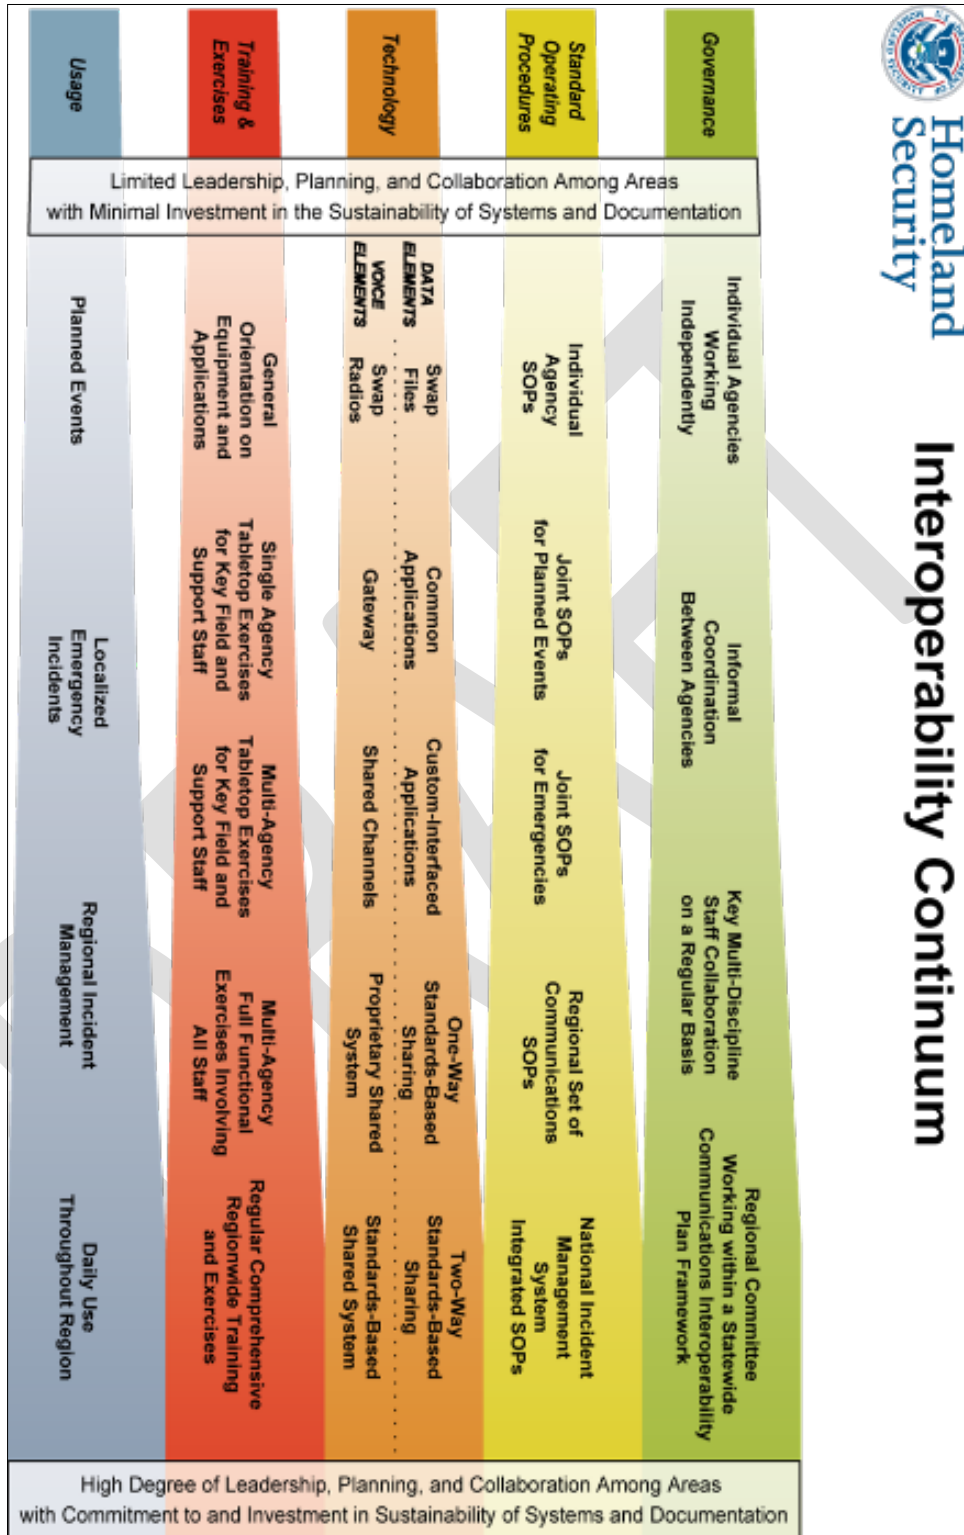 Homeland
Security
Interoperability Continuum
Limited Leadership, Planning, and Collaboration Among Areas
with Minimal Investment in the Sustainability of Systems and Documentation
Governance
Individual Agencies
Working
Independently
Informal
Coordination
Between Agencies
Key Multi-Discipline
Staff Collaboration
on a Regular Basis
Regional Committee
Working within a Statewide
Communications Interoperability
Plan Framework
Standard
Operating
Procedures
Individual
Agency
SOPs
Joint SOPs
for Planned Events
Joint SOPs
for Emergencies
Regional Set of
Communications
SOPs
National Incident
Management
System
Integrated SOPs
Technology
DATA
ELEMENTS
Swap
Files
Common
Applications
Custom-Interfaced
Applications
One-Way
Standards-Based
Sharing
Two-Way
Standards-Based
Sharing
VOICE
ELEMENTS
Swap
Radios
Gateway
Shared Channels
Proprietary Shared
System
Standards-Based
Shared System
Training &
Exercises
General
Orientation on
Equipment and
Applications
Single Agency
Tabletop Exercises
for Key Field and
Support Staff
Multi-Agency
Tabletop Exercises
for Key Field and
Support Staff
Multi-Agency
Full Functional
Exercises Involving
All Staff
Regular Comprehensive
Regionwide Training
and Exercises
Usage
Planned Events
Localized
Emergency
Incidents
Regional Incident
Management
Daily Use
Throughout Region
High Degree of Leadership, Planning, and Collaboration Among Areas
with Commitment to and Investment in Sustainability of Systems and Documentation
DRAFT